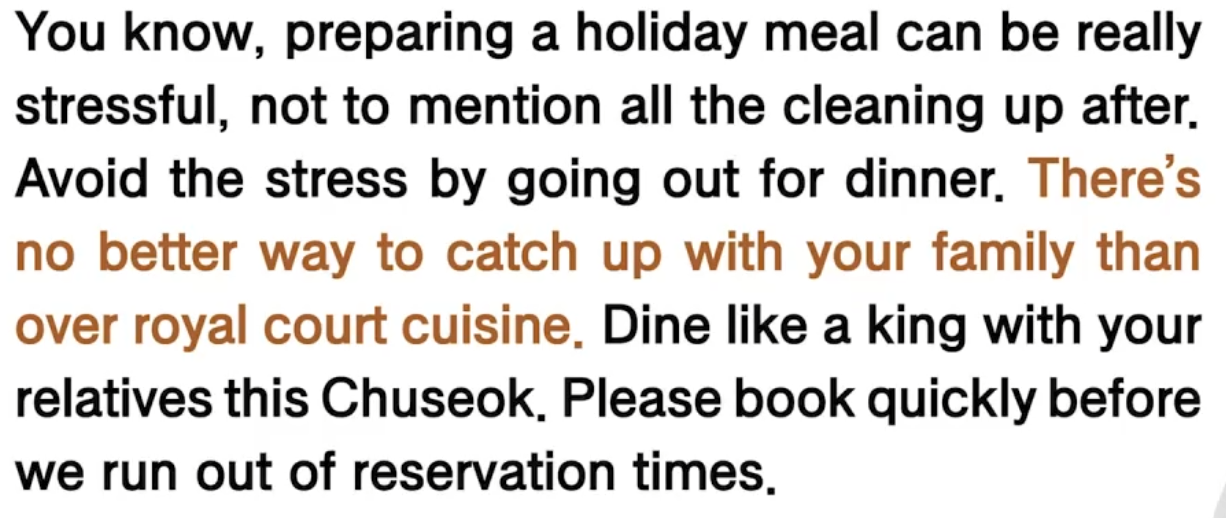 You know, preparing a holiday meal can be really
stressful, not to mention all the cleaning up after.
Avoid the stress by going out for dinner. There’s
no better way to catch up with your family than
over royal court cuisine. Dine like a king with your
relatives this Chuseok. Please book quickly before
we run out of reservation times.